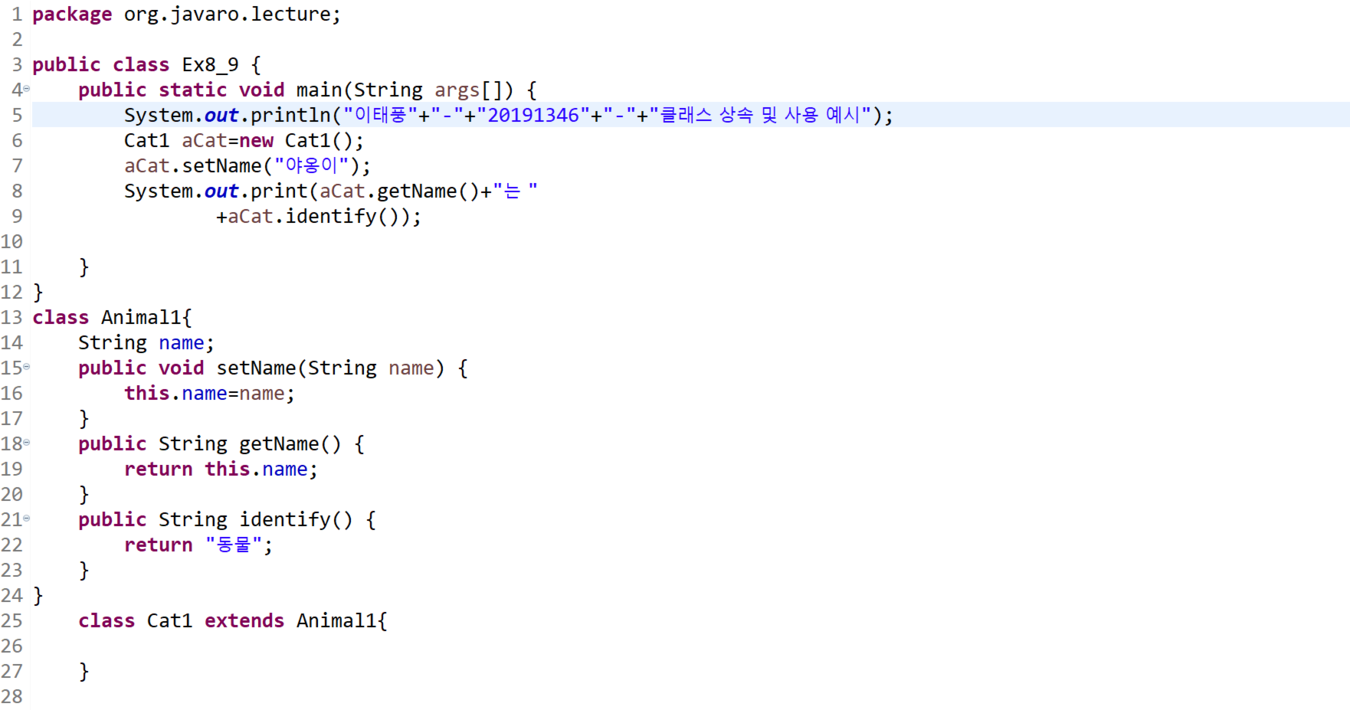 1 package org.javaro.lecture;
2
3 public class Ex8_9 {
4 public static void main(String args[]) {
5 System.out.println("이태풍"+"-"+"20191346"+"-"+"클래스 상속 및 사용 예시");
6 Cat1 aCat=new Cat1();
7 aCat.setName("야옹이");
8 System.out.print(aCat.getName()+"는 "
9 +aCat.identify());
10
11 }
12 }
13 class Animal1{
14 String name;
15 public void setName(String name) {
16 this.name=name;
17 }
18 public String getName() {
19 return this.name;
20 }
21 public String identify() {
22 return "동물";
23 }
24 }
25 class Cat1 extends Animal1{
26
27 }
28